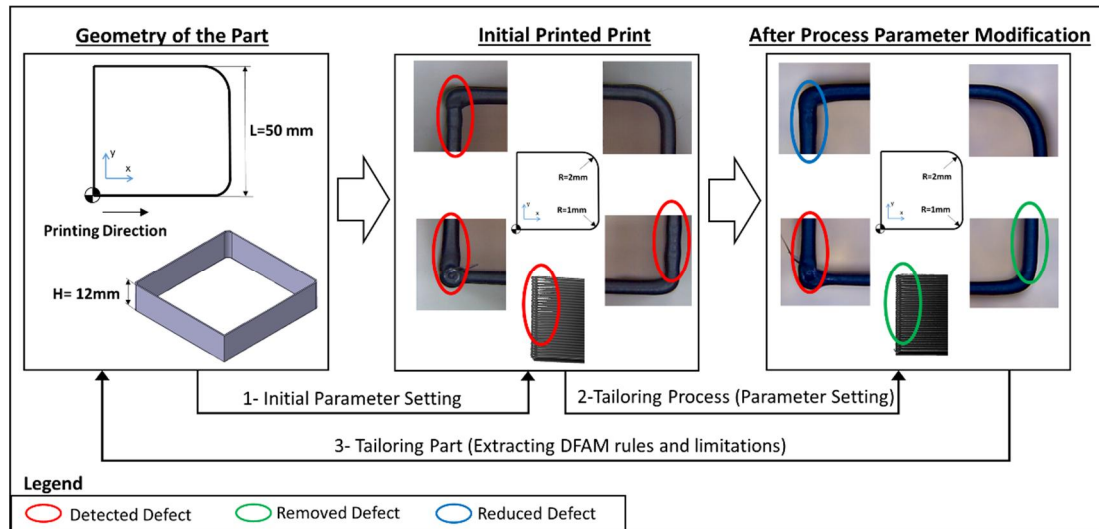 Geometry of the Part
Initial Printed Print
After Process Parameter Modification
L=50 mm
y
x
Printing Direction
H= 12mm
R=2mm
y
x
R=1mm
R=2mm
y
x
R=1mm
1- Initial Parameter Setting
2-Tailoring Process (Parameter Setting)
3- Tailoring Part (Extracting DFAM rules and limitations)
Legend
Detected Defect
Removed Defect
Reduced Defect